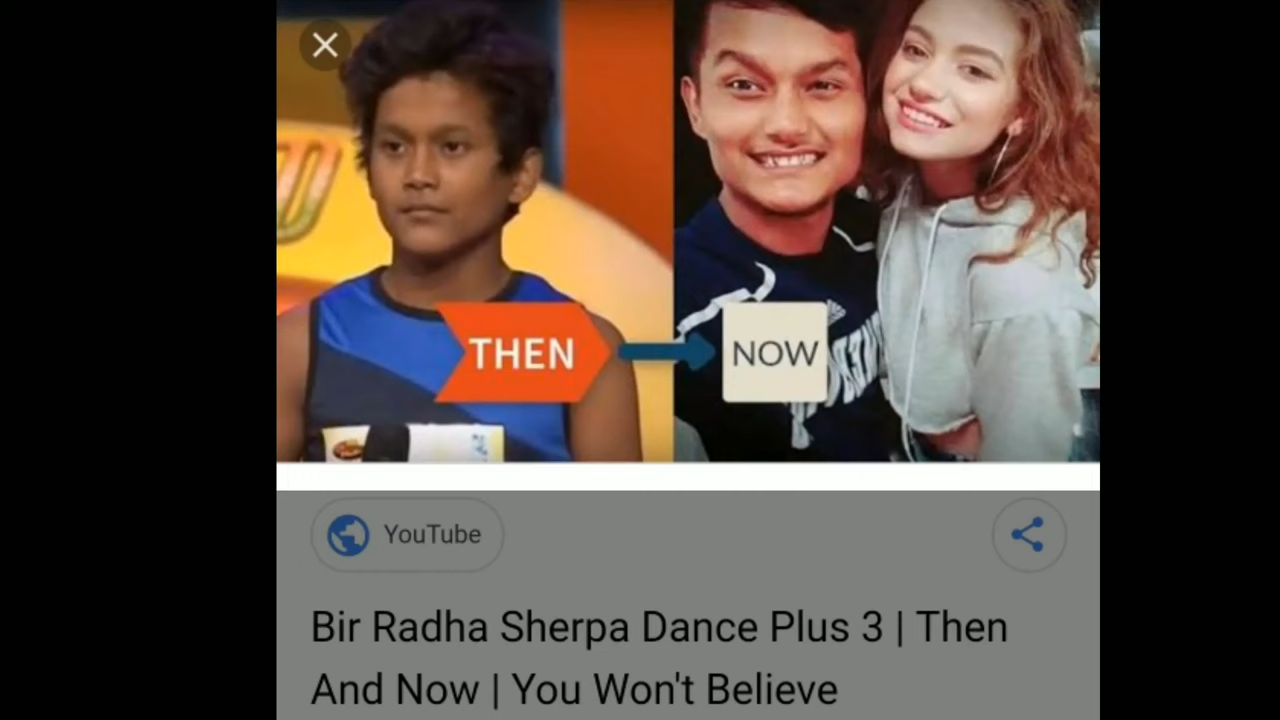 THEN
NOW
YouTube
Bir Radha Sherpa Dance Plus 3 | Then
And Now | You Won't Believe